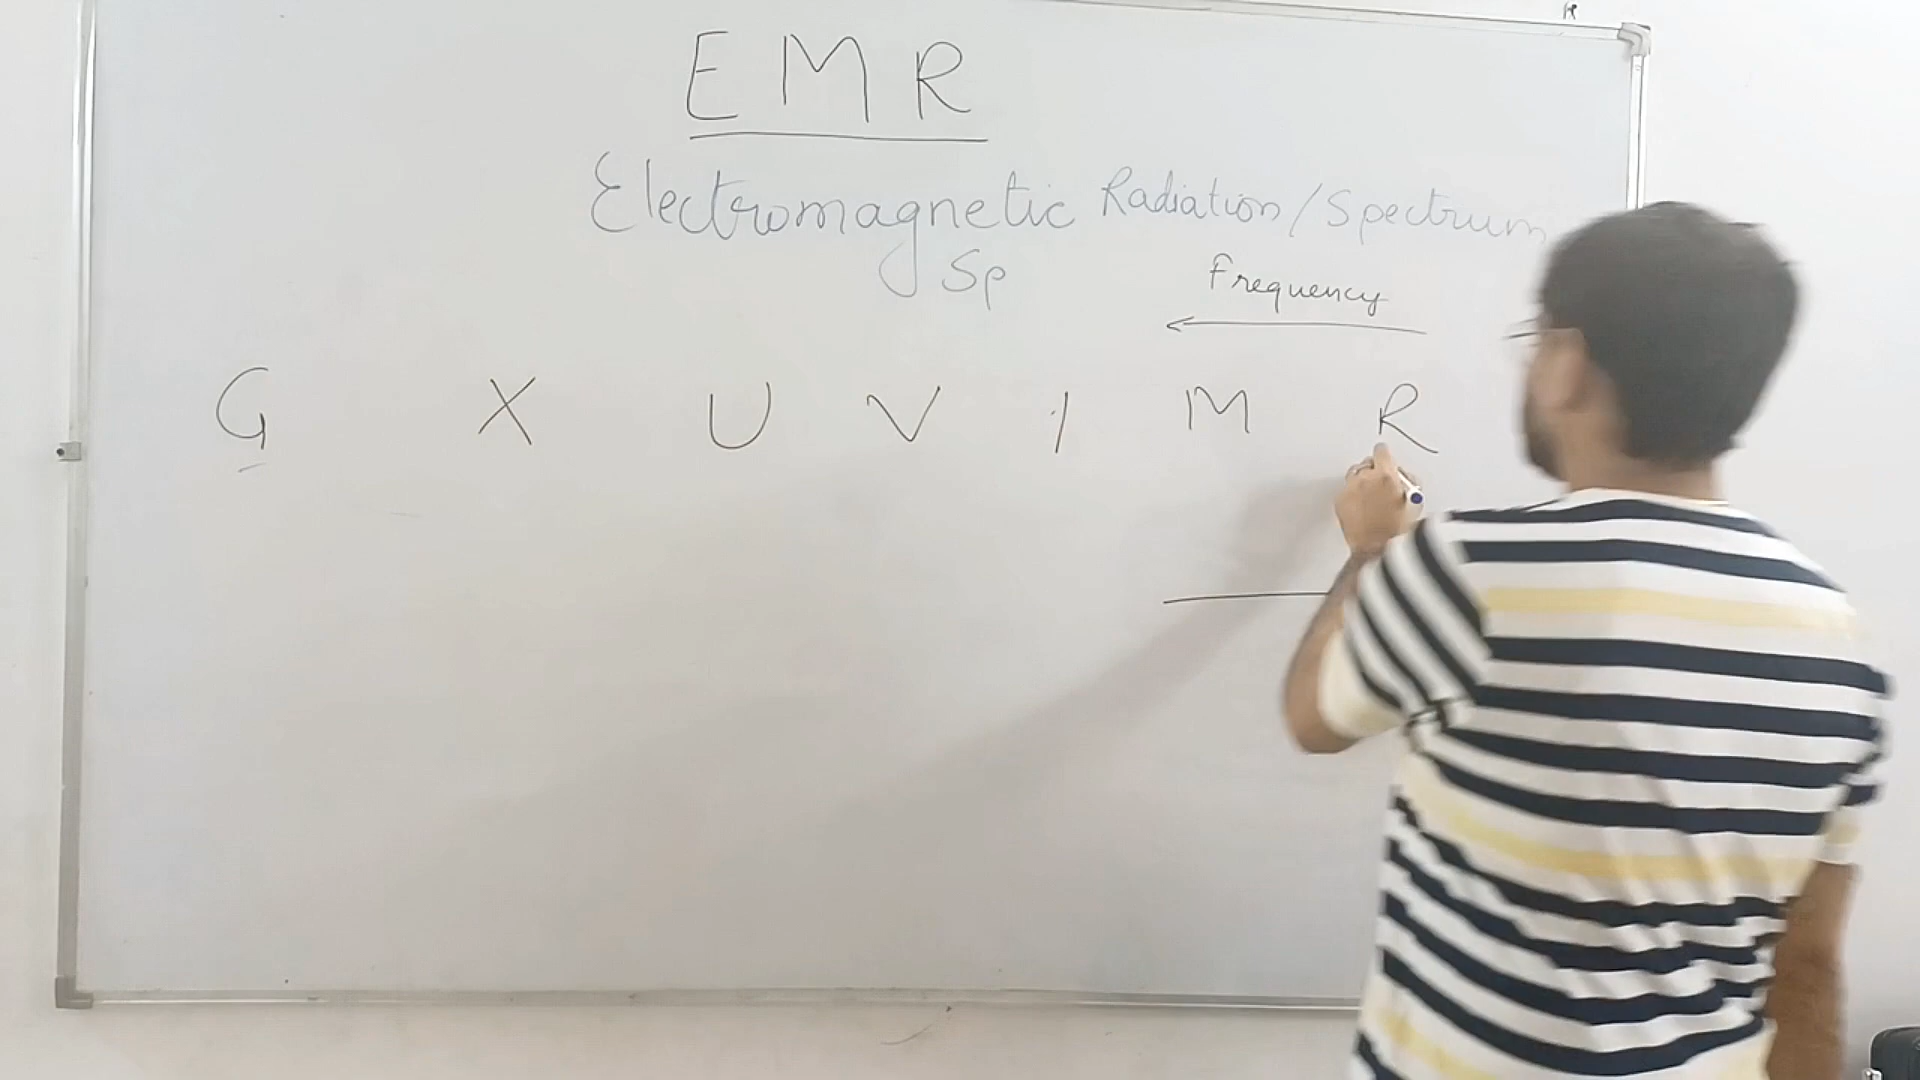 EMR
Electromagnetic Radiation/Spectrum
Sp
Frequency
G X U V I M R